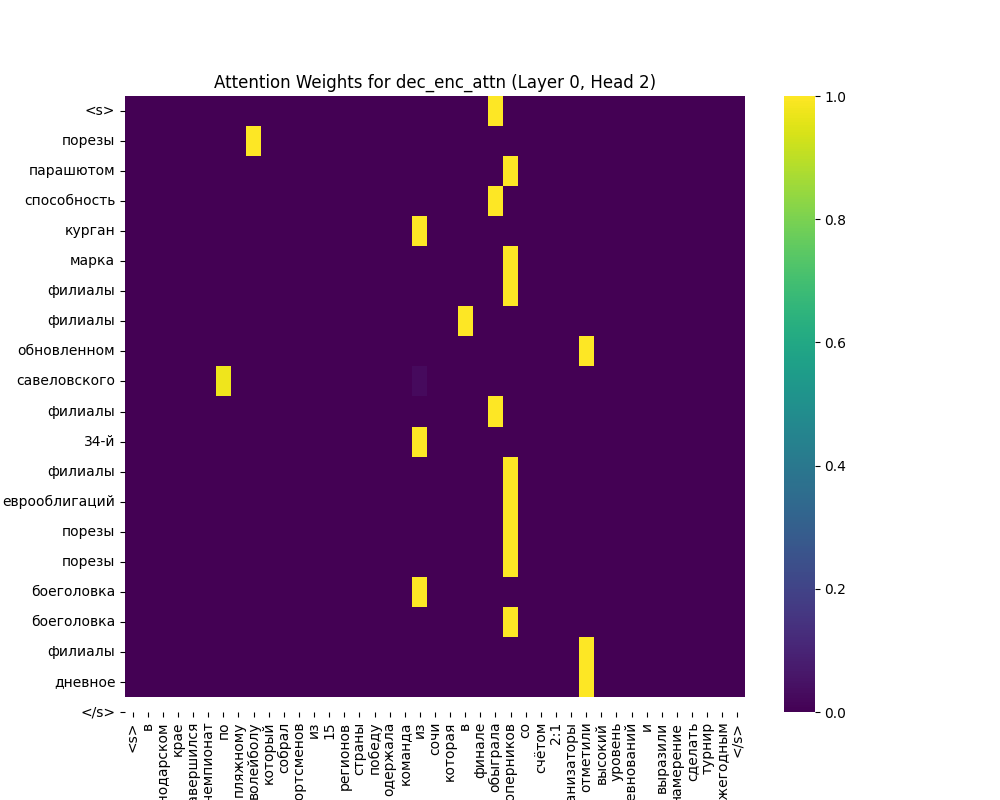 Attention Weights for dec_enc_attn (Layer 0, Head 2)
<s>
порезы
парашютом
способность
курган
марка
филиалы
филиалы
обновленном
савеловского
филиалы
34-й
филиалы
еврооблигаций
порезы
порезы
боеголовка
боеголовка
филиалы
дневное
</s>
<s>
в
нодарском
крае
авершился
чемпионат
по
пляжному
волейболу
который
собрал
ортсменов
из
15
регионов
страны
победу
одержала
команда
из
сочи
которая
в
финале
обыграла
оперников
со
счётом
2:1
анизаторы
отметили
высокий
уровень
евнований
и
выразили
намерение
сделать
турнир
жегодным
</s>
1.0
0.8
0.6
0.4
0.2
0.0